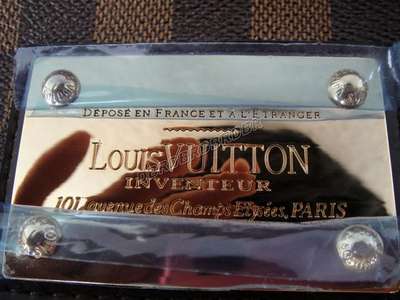 DÉPOSÉ EN FRANCE ET À L'ÉTRANGER
LOUIS VUITTON
INVENTEUR
101, avenue des Champs Elysées, PARIS